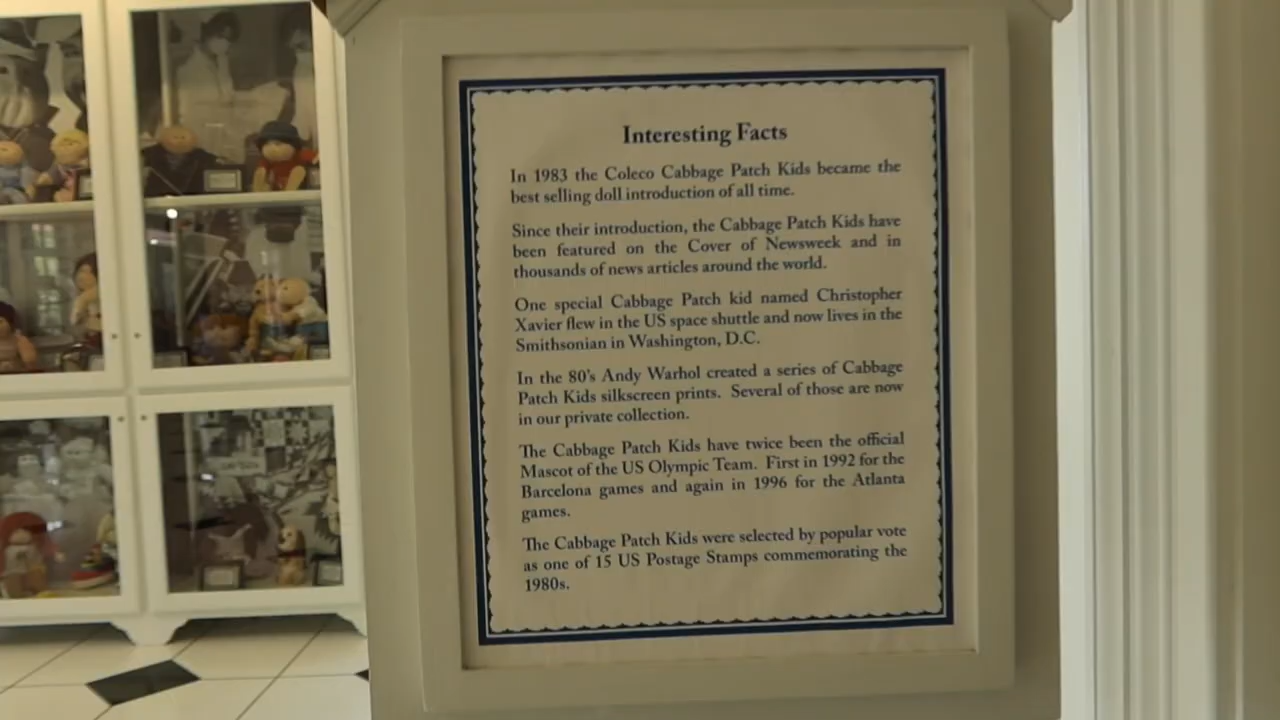 Interesting Facts
In 1983 the Coleco Cabbage Patch Kids became the
best selling doll introduction of all time.
Since their introduction, the Cabbage Patch Kids have
been featured on the Cover of Newsweek and in
thousands of news articles around the world.
One special Cabbage Patch kid named Christopher
Xavier flew in the US space shuttle and now lives in the
Smithsonian in Washington, D.C.
In the 80's Andy Warhol created a series of Cabbage
Patch Kids silkscreen prints. Several of those are now
in our private collection.
The Cabbage Patch Kids have twice been the official
Mascot of the US Olympic Team. First in 1992 for the
Barcelona games and again in 1996 for the Atlanta
games.
The Cabbage Patch Kids were selected by popular vote
as one of 15 US Postage Stamps commemorating the
1980s.